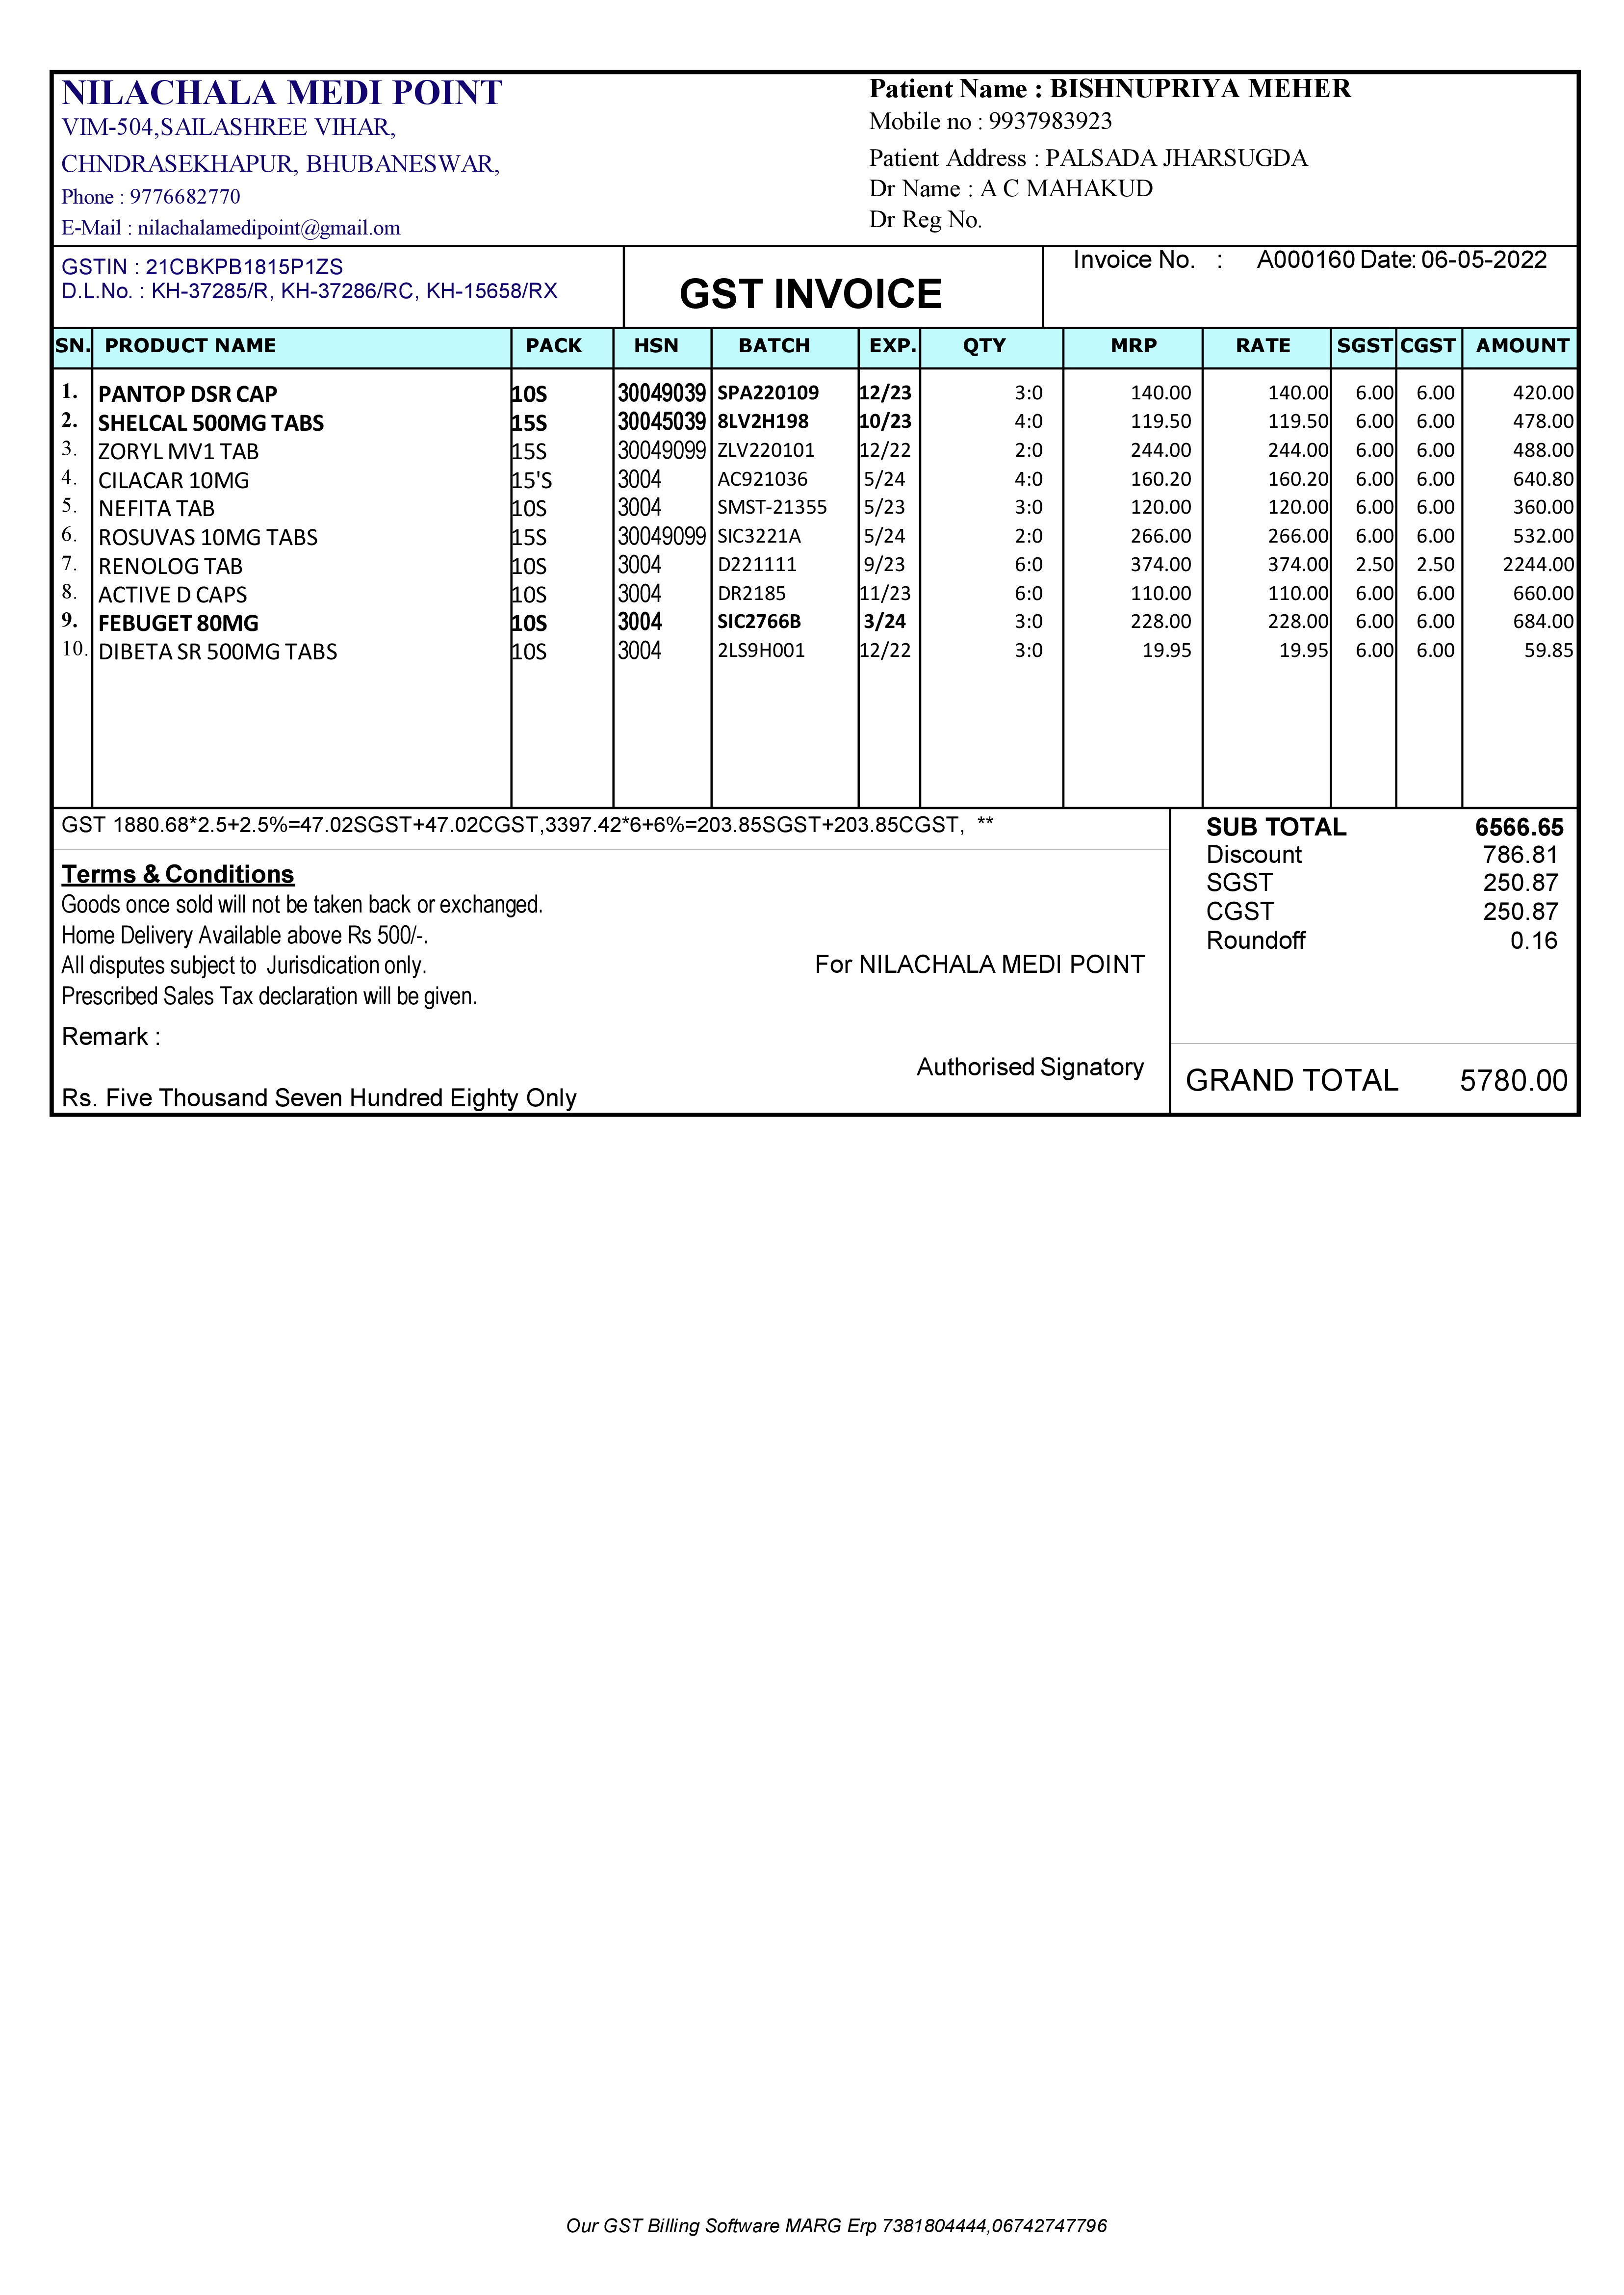 NILACHALA MEDI POINT
VIM-504,SAILASHREE VIHAR,
CHNDRASEKHAPUR, BHUBANESWAR,
Phone : 9776682770
E-Mail : nilachalamedipoint@gmail.om
Patient Name : BISHNUPRIYA MEHER
Mobile no : 9937983923
Patient Address : PALSADA JHARSUGDA
Dr Name : A C MAHAKUD
Dr Reg No.
GSTIN : 21CBKPB1815P1ZS
D.L.No. : KH-37285/R, KH-37286/RC, KH-15658/RX
GST INVOICE
Invoice No. : A000160 Date: 06-05-2022
SN. PRODUCT NAME PACK HSN BATCH EXP. QTY MRP RATE SGST CGST AMOUNT
1. PANTOP DSR CAP 10S 30049039 SPA220109 12/23 3:0 140.00 140.00 6.00 6.00 420.00
2. SHELCAL 500MG TABS 15S 30045039 8LV2H198 10/23 4:0 119.50 119.50 6.00 6.00 478.00
3. ZORYL MV1 TAB 15S 30049099 ZLV220101 12/22 2:0 244.00 244.00 6.00 6.00 488.00
4. CILACAR 10MG 15'S 3004 AC921036 5/24 4:0 160.20 160.20 6.00 6.00 640.80
5. NEFITA TAB 10S 3004 SMST-21355 5/23 3:0 120.00 120.00 6.00 6.00 360.00
6. ROSUVAS 10MG TABS 15S 30049099 SIC3221A 5/24 2:0 266.00 266.00 6.00 6.00 532.00
7. RENOLOG TAB 10S 3004 D221111 9/23 6:0 374.00 374.00 2.50 2.50 2244.00
8. ACTIVE D CAPS 10S 3004 DR2185 11/23 6:0 110.00 110.00 6.00 6.00 660.00
9. FEBUGET 80MG 10S 3004 SIC2766B 3/24 3:0 228.00 228.00 6.00 6.00 684.00
10. DIBETA SR 500MG TABS 10S 3004 2LS9H001 12/22 3:0 19.95 19.95 6.00 6.00 59.85
GST 1880.68*2.5+2.5%=47.02SGST+47.02CGST,3397.42*6+6%=203.85SGST+203.85CGST, **
Terms & Conditions
Goods once sold will not be taken back or exchanged.
Home Delivery Available above Rs 500/-.
All disputes subject to Jurisdication only.
Prescribed Sales Tax declaration will be given.
For NILACHALA MEDI POINT
Remark :
Authorised Signatory
Rs. Five Thousand Seven Hundred Eighty Only
SUB TOTAL 6566.65
Discount 786.81
SGST 250.87
CGST 250.87
Roundoff 0.16
GRAND TOTAL 5780.00
Our GST Billing Software MARG Erp 7381804444,06742747796